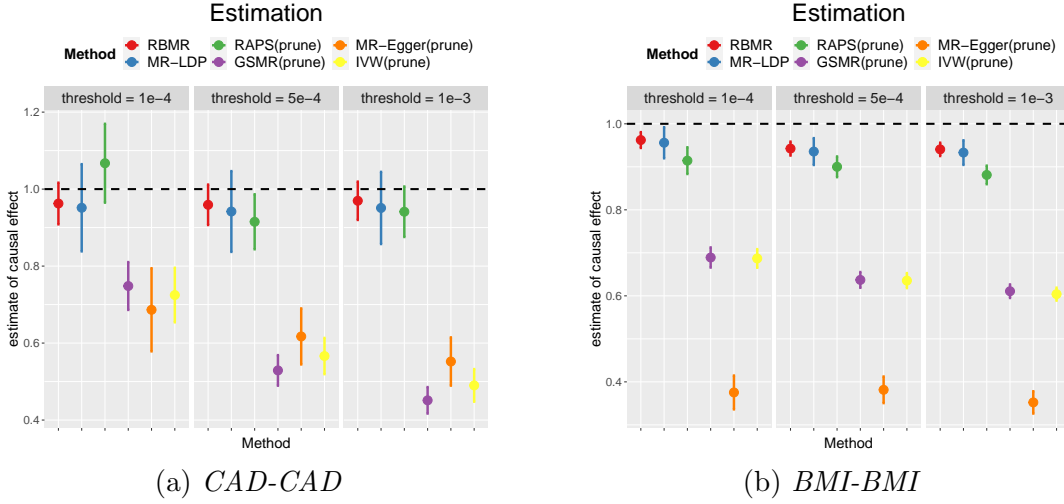 Estimation
Method RBMR RAPS(prune) MR−Egger(prune)
MR−LDP GSMR(prune) IVW(prune)
threshold = 1e−4 threshold = 5e−4 threshold = 1e−3
1.2
1.0
0.8
0.6
0.4
estimate of causal effect
Method
(a) CAD-CAD
Estimation
Method RBMR RAPS(prune) MR−Egger(prune)
MR−LDP GSMR(prune) IVW(prune)
threshold = 1e−4 threshold = 5e−4 threshold = 1e−3
1.0
0.8
0.6
0.4
estimate of causal effect
Method
(b) BMI-BMI